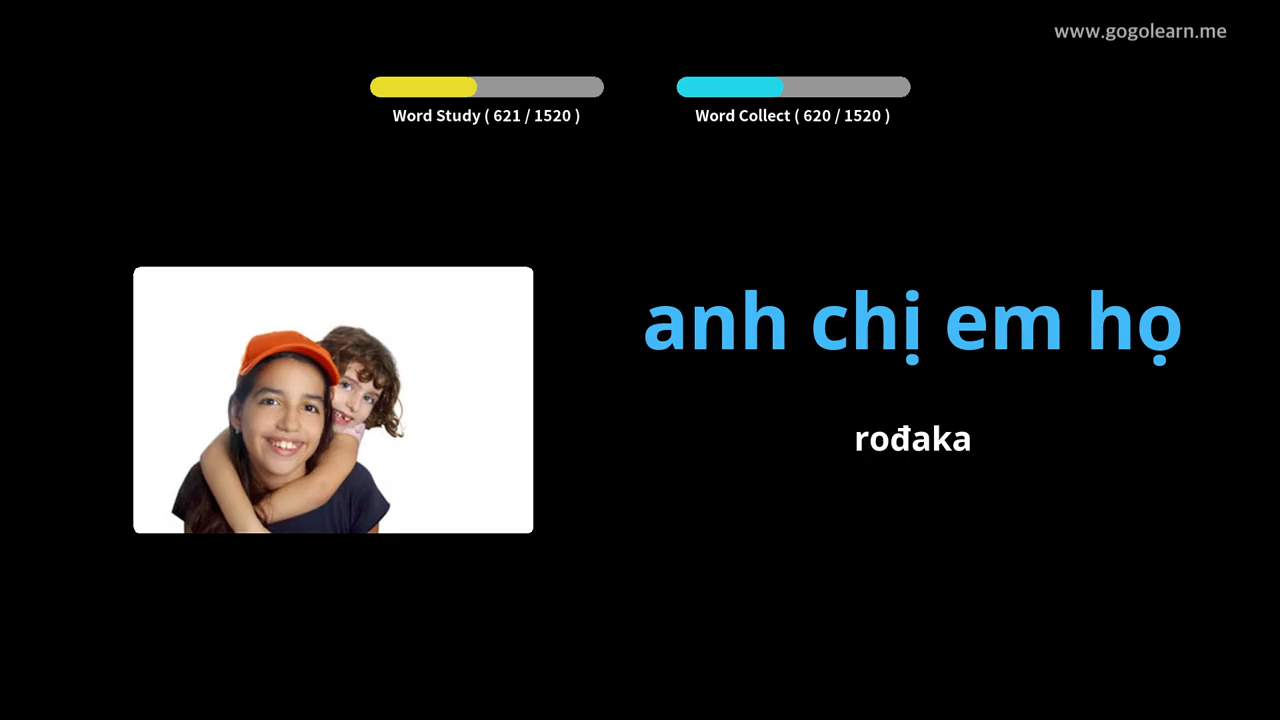 www.gogolearn.me
Word Study ( 621 / 1520 )
Word Collect ( 620 / 1520 )
anh chị em họ
rođaka